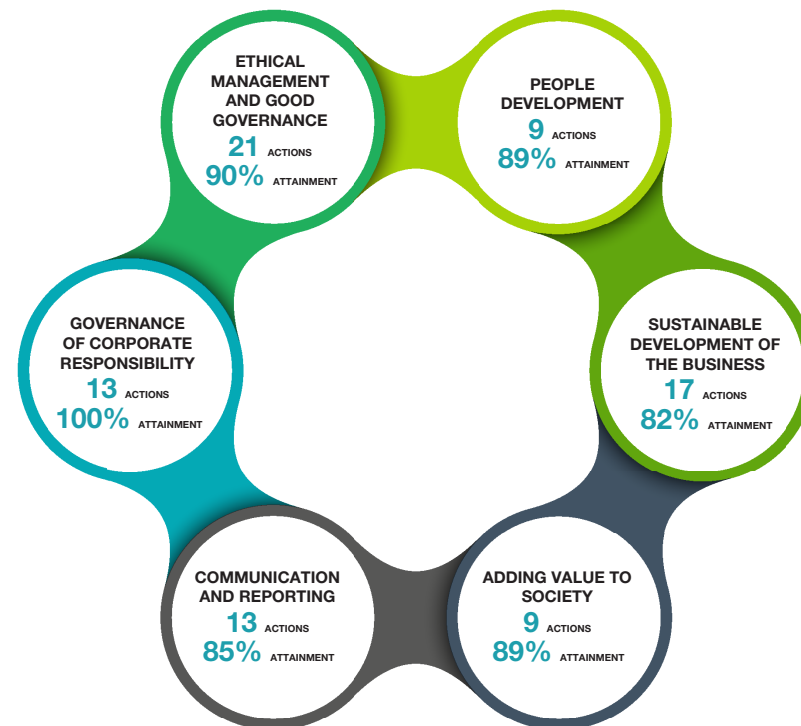 ETHICAL
MANAGEMENT
AND GOOD
GOVERNANCE
21 ACTIONS
90% ATTAINMENT
PEOPLE
DEVELOPMENT
9 ACTIONS
89% ATTAINMENT
GOVERNANCE
OF CORPORATE
RESPONSIBILITY
13 ACTIONS
100% ATTAINMENT
SUSTAINABLE
DEVELOPMENT OF
THE BUSINESS
17 ACTIONS
82% ATTAINMENT
COMMUNICATION
AND REPORTING
13 ACTIONS
85% ATTAINMENT
ADDING VALUE TO
SOCIETY
9 ACTIONS
89% ATTAINMENT